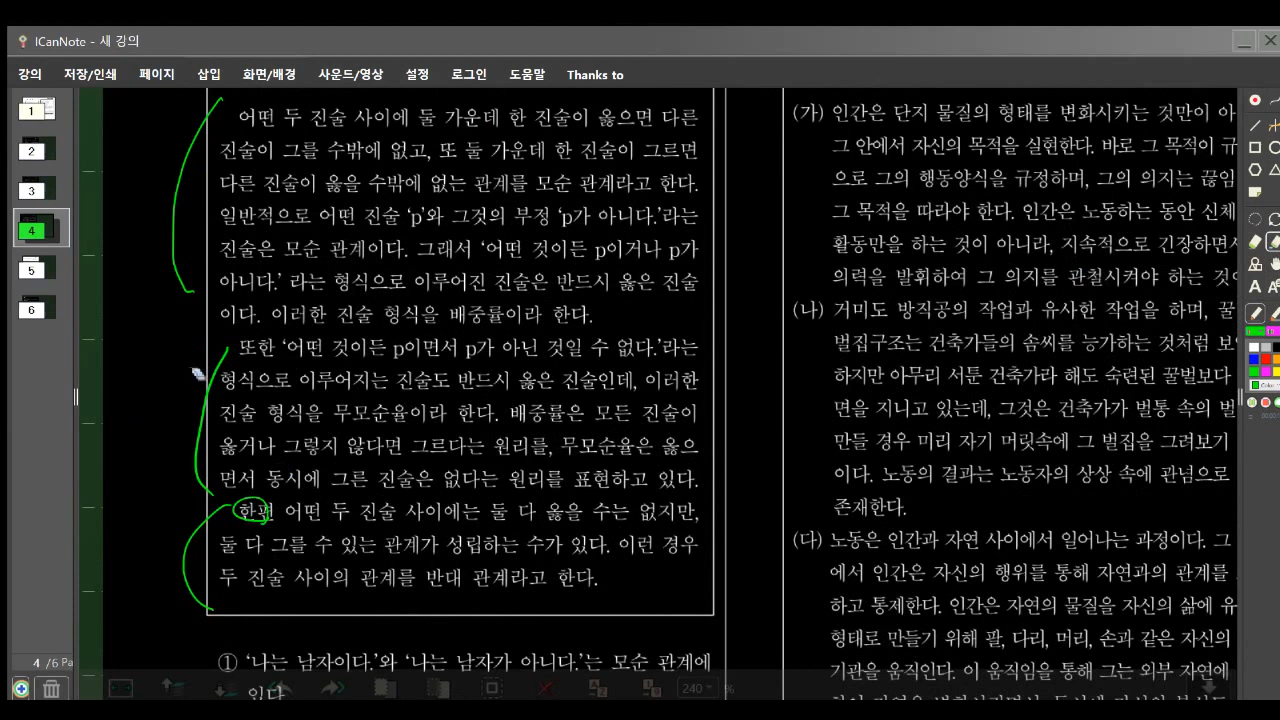 ICanNote - 새 깅의
강의 저장/인쇄 페이지 삽입 화면/배경 사운드/영상 설정 로그인 도움말 Thanks to
1
2
3
4
5
6
4 /6 Pa
어떤 두 진술 사이에 둘 가운데 한 진술이 옳으면 다른
진술이 그를 수밖에 없고, 또 둘 가운데 한 진술이 그르면
다른 진술이 옳을 수밖에 없는 관계를 모순 관계라고 한다.
일반적으로 어떤 진술 ‘p’와 그것의 부정 ‘p가 아니다.’라는
진술은 모순 관계이다. 그래서 ‘어떤 것이든 p이거나 p가
아니다.’ 라는 형식으로 이루어진 진술은 반드시 옳은 진술
이다. 이러한 진술 형식을 배중률이라 한다.
또한 ‘어떤 것이든 p이면서 p가 아닌 것일 수 없다.’라는
형식으로 이루어지는 진술도 반드시 옳은 진술인데, 이러한
진술 형식을 무모순율이라 한다. 배중률은 모든 진술이
옳거나 그렇지 않다면 그르다는 원리를, 무모순율은 옳으
면서 동시에 그른 진술은 없다는 원리를 표현하고 있다.
한편 어떤 두 진술 사이에는 둘 다 옳을 수는 없지만,
둘 다 그를 수 있는 관계가 성립하는 수가 있다. 이런 경우
두 진술 사이의 관계를 반대 관계라고 한다.
① ‘나는 남자이다.’와 ‘나는 남자가 아니다.’는 모순 관계에
있다.
(가) 인간은 단지 물질의 형태를 변화시키는 것만이 아
그 안에서 자신의 목적을 실현한다. 바로 그 목적이 규
으로 그의 행동양식을 규정하며, 그의 의지는 끊임
그 목적을 따라야 한다. 인간은 노동하는 동안 신체
활동만을 하는 것이 아니라, 지속적으로 긴장하면서
의력을 발휘하여 그 의지를 관철시켜야 하는 것
(나) 거미도 방직공의 작업과 유사한 작업을 하며, 꿀
벌집구조는 건축가들의 솜씨를 능가하는 것처럼 보
하지만 아무리 서툰 건축가라 해도 숙련된 꿀벌보다
면을 지니고 있는데, 그것은 건축가가 벌통 속의 벌
만들 경우 미리 자기 머릿속에 그 벌집을 그려보기
이다. 노동의 결과는 노동자의 상상 속에 관념으로
존재한다.
(다) 노동은 인간과 자연 사이에서 일어나는 과정이다. 그
에서 인간은 자신의 행위를 통해 자연과의 관계를
하고 통제한다. 인간은 자연의 물질을 자신의 삶에 유
형태로 만들기 위해 팔, 다리, 머리, 손과 같은 자신의
기관을 움직인다. 이 움직임을 통해 그는 외부 자연에
240 %